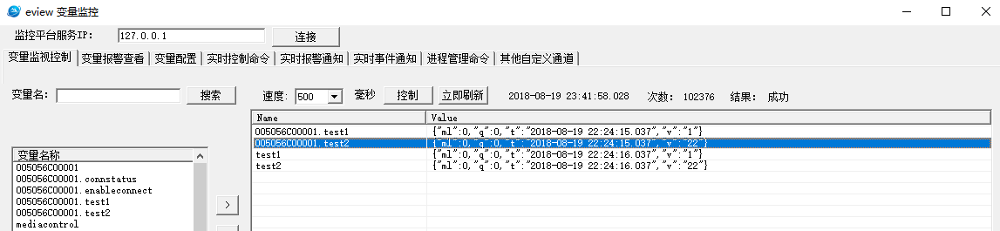 eview 变量监控
监控平台服务IP: 127.0.0.1 连接
变量监视控制 变量报警查看 变量配置 实时控制命令 实时报警通知 实时事件通知 进程管理命令 其他自定义通道
变量名: 搜索 速度: 500 毫秒 控制 立即刷新 2018-08-19 23:41:58.028 次数: 102376 结果: 成功
Name Value
005056C00001.test1 {"ml":0,"q":0,"t":"2018-08-19 22:24:15.037","v":"1"}
005056C00001.test2 {"ml":0,"q":0,"t":"2018-08-19 22:24:15.037","v":"22"}
test1 {"ml":0,"q":0,"t":"2018-08-19 22:24:16.037","v":"1"}
test2 {"ml":0,"q":0,"t":"2018-08-19 22:24:16.037","v":"22"}
变量名称
005056C00001
005056C00001.connstatus
005056C00001.enableconnect
005056C00001.test1
005056C00001.test2
mediacontrol
>